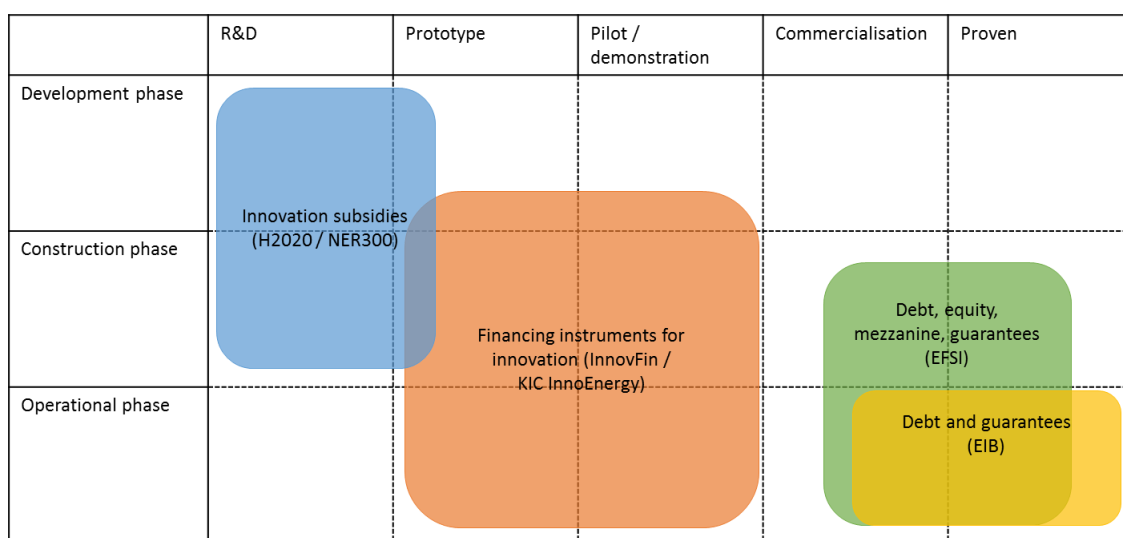 R&D
Prototype
Pilot /
demonstration
Commercialisation
Proven
Development phase
Innovation subsidies
(H2020 / NER300)
Construction phase
Financing instruments for
innovation (InnovFin /
KIC InnoEnergy)
Debt, equity,
mezzanine, guarantees
(EFSI)
Operational phase
Debt and guarantees
(EIB)